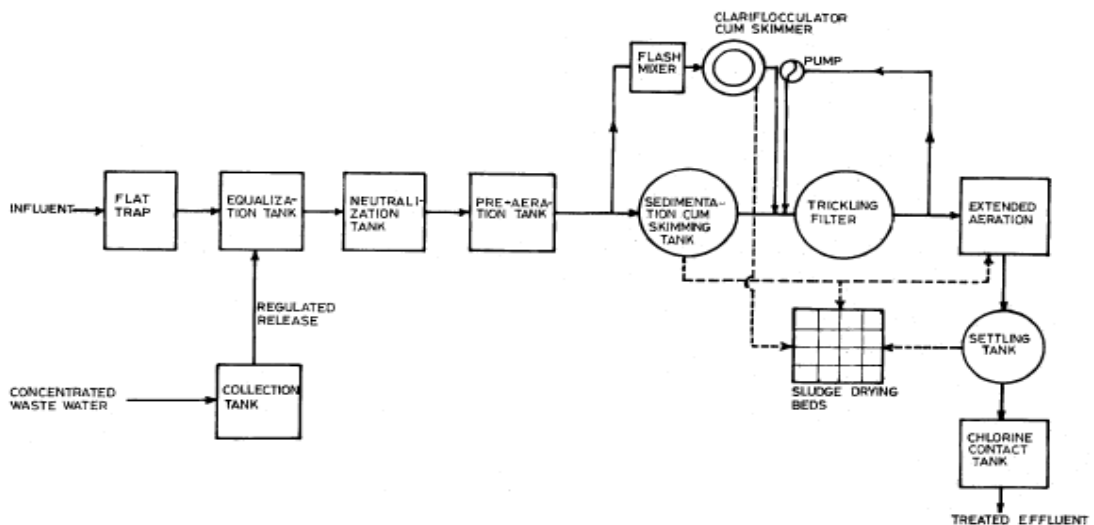 CLARIFLOCCULATOR
CUM SKIMMER
FLASH
MIXER
PUMP
INFLUENT
FLAT
TRAP
EQUALIZA-
TION TANK
NEUTRALI-
ZATION
TANK
PRE-AERA-
TION TANK
SEDIMENTA-
TION CUM
SKIMMING
TANK
TRICKLING
FILTER
EXTENDED
AERATION
REGULATED
RELEASE
SETTLING
TANK
CONCENTRATED
WASTE WATER
COLLECTION
TANK
SLUDGE DRYING
BEDS
CHLORINE
CONTACT
TANK
TREATED EFFLUENT